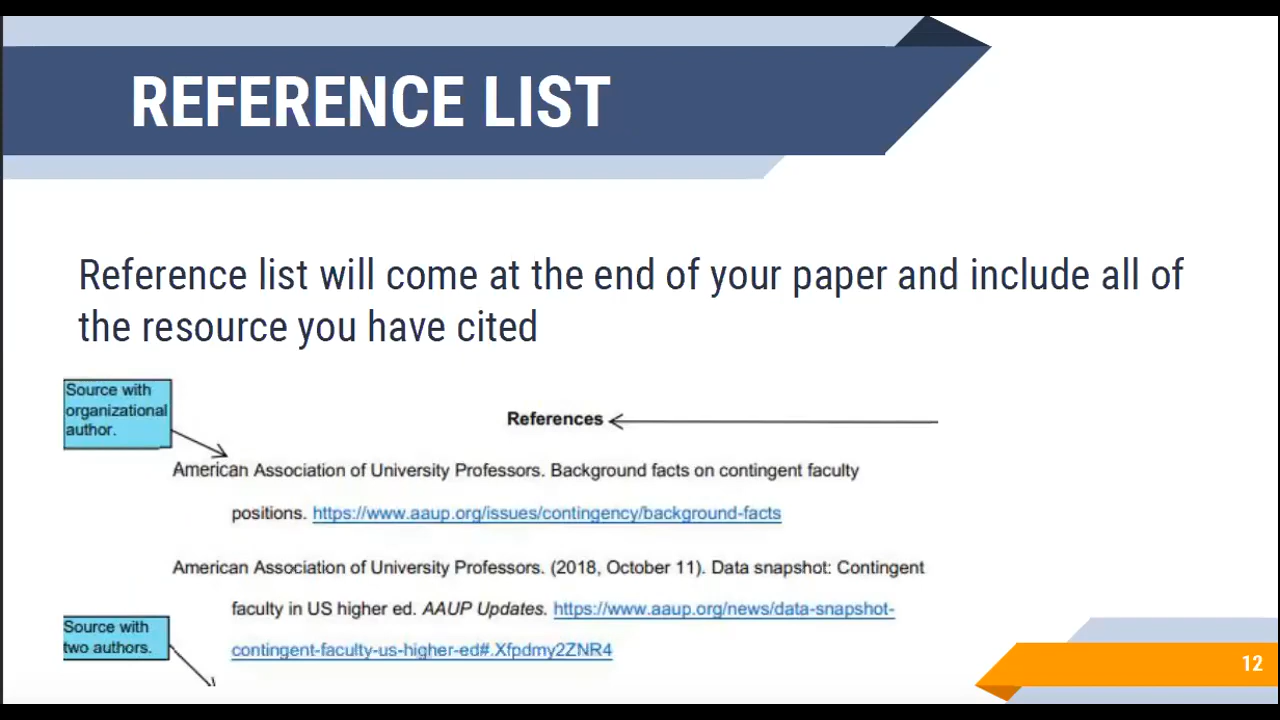 REFERENCE LIST
Reference list will come at the end of your paper and include all of
the resource you have cited
Source with
organizational
author.
References
American Association of University Professors. Background facts on contingent faculty
positions. https://www.aaup.org/issues/contingency/background-facts
American Association of University Professors. (2018, October 11). Data snapshot: Contingent
faculty in US higher ed. AAUP Updates. https://www.aaup.org/news/data-snapshot-
contingent-faculty-us-higher-ed#.Xfpdmy2ZNR4
Source with
two authors.
12